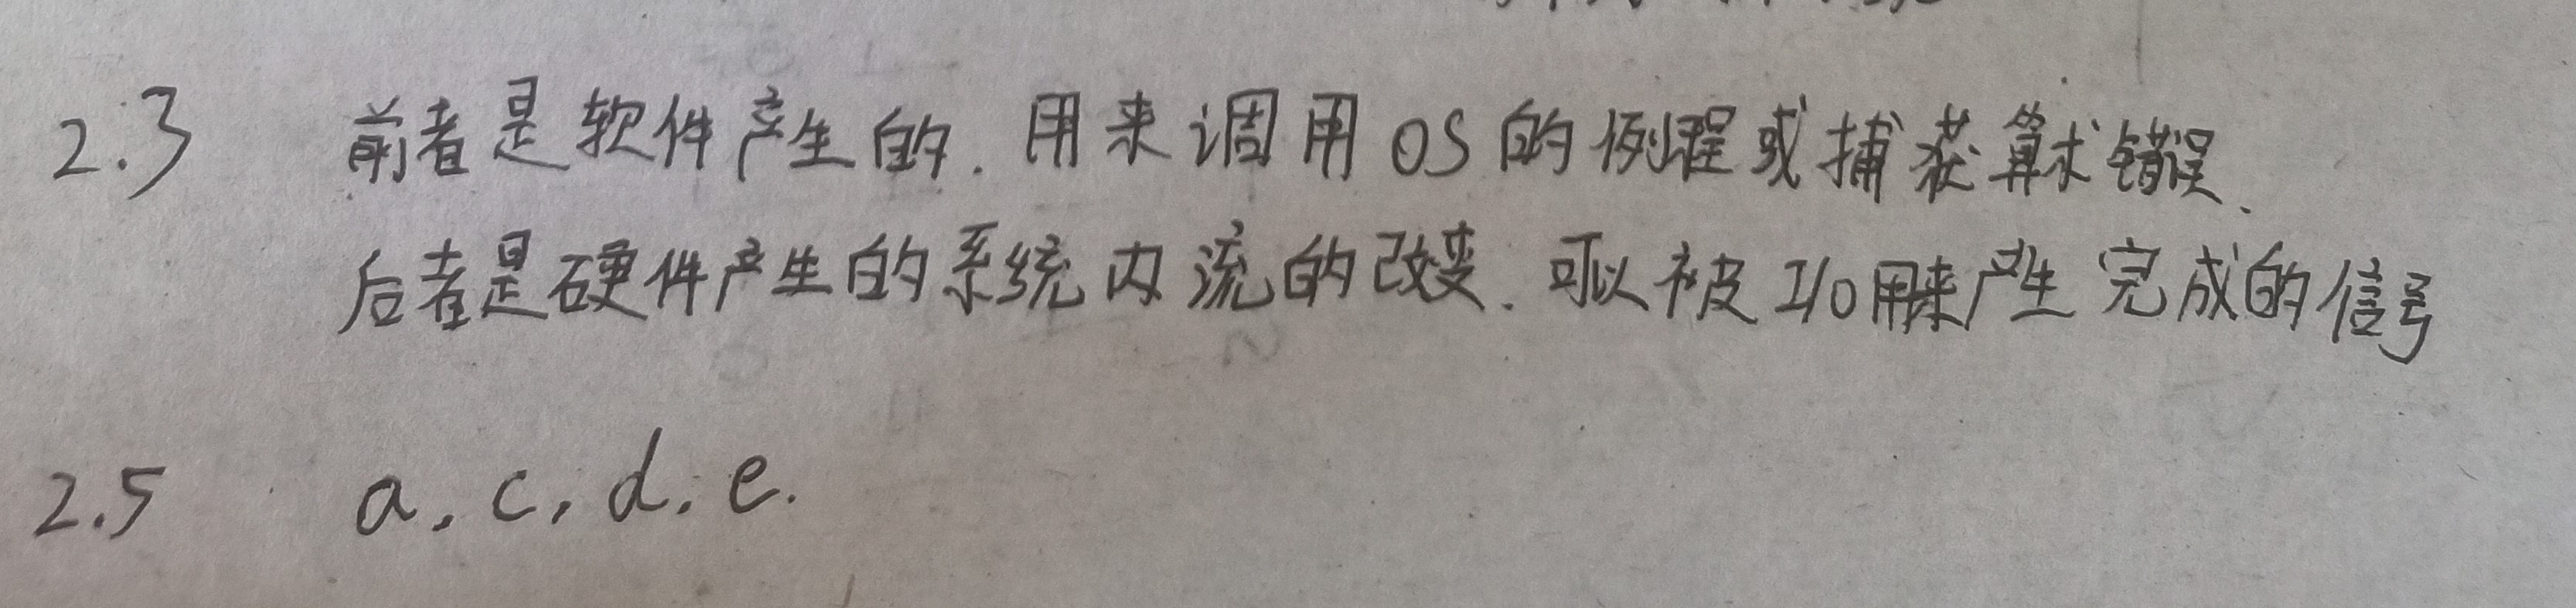 2.3 前者是软件产生的.用来调用OS的例程或捕获算术错误.
后者是硬件产生的系统内流的改变.可以被I/O用来产生完成的信号
2.5 a.c,d.e.